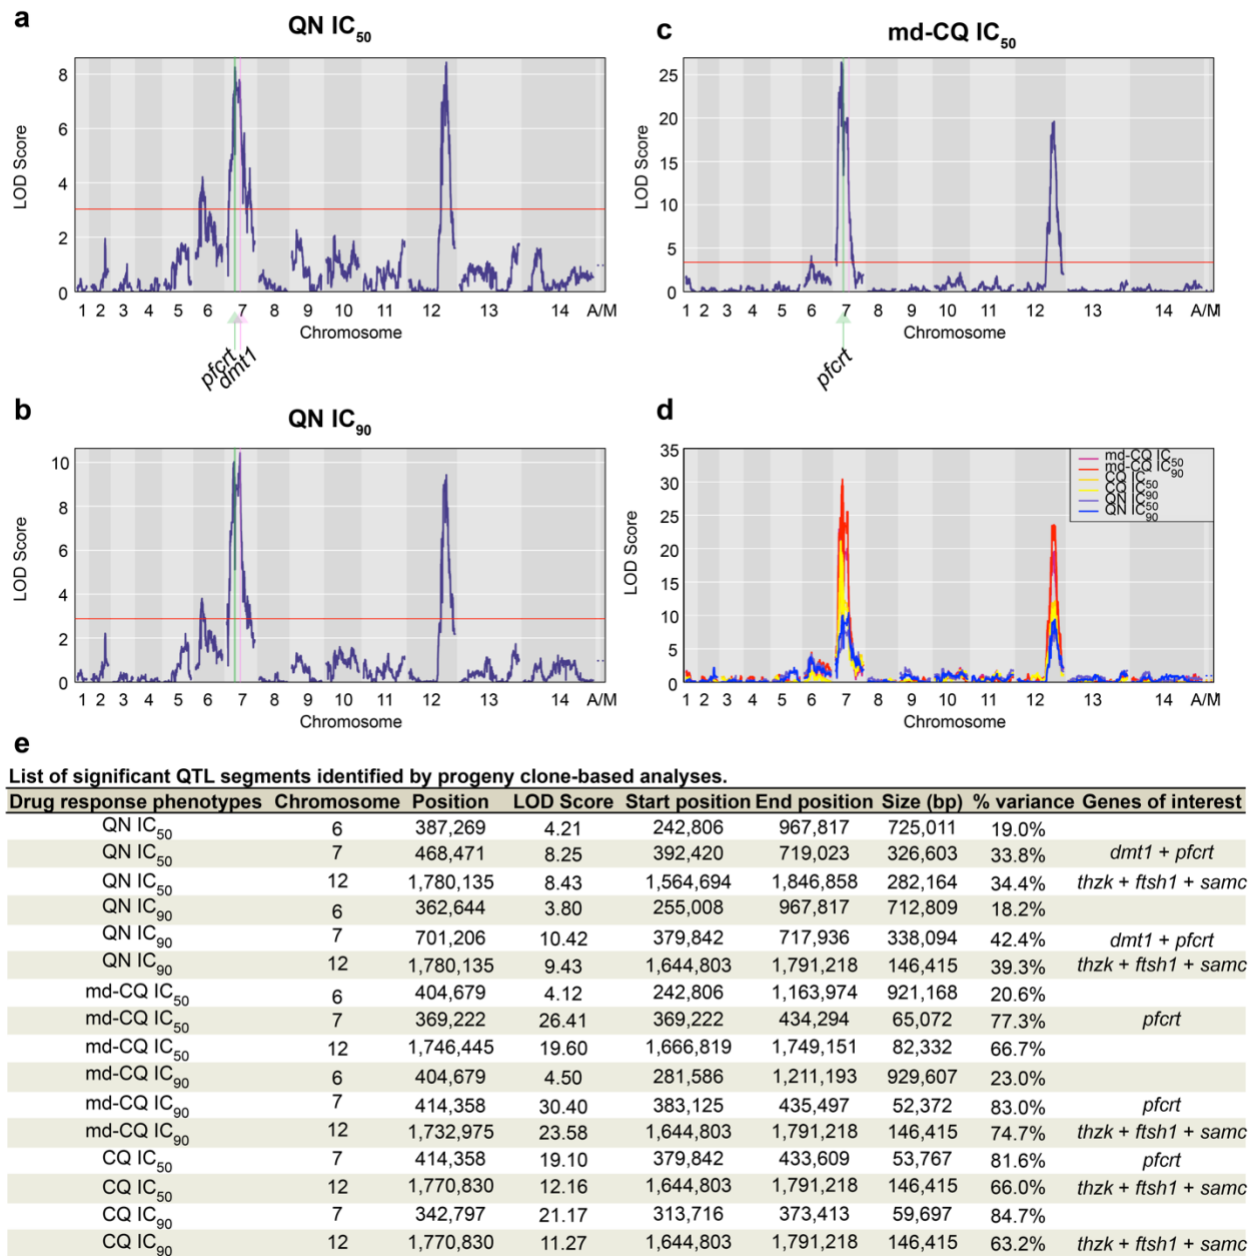 a
QN IC50
LOD Score
8
6
4
2
0
1 2 3 4 5 6 7 8 9 10 11 12 13 14 A/M
Chromosome
pfcrt
dmt1
c
md-CQ IC50
LOD Score
25
20
15
10
5
0
1 2 3 4 5 6 7 8 9 10 11 12 13 14 A/M
Chromosome
pfcrt
b
QN IC90
LOD Score
10
8
6
4
2
0
1 2 3 4 5 6 7 8 9 10 11 12 13 14 A/M
Chromosome
d
LOD Score
35
30
25
20
15
10
5
0
md-CQ IC50
md-CQ IC90
CQ IC50
CQ IC90
QN IC50
QN IC90
1 2 3 4 5 6 7 8 9 10 11 12 13 14 A/M
Chromosome
e
List of significant QTL segments identified by progeny clone-based analyses.
Drug response phenotypes Chromosome Position LOD Score Start position End position Size (bp) % variance Genes of interest
QN IC50 6 387,269 4.21 242,806 967,817 725,011 19.0%
QN IC50 7 468,471 8.25 392,420 719,023 326,603 33.8% dmt1 + pfcrt
QN IC50 12 1,780,135 8.43 1,564,694 1,846,858 282,164 34.4% thzk + ftsh1 + samc
QN IC90 6 362,644 3.80 255,008 967,817 712,809 18.2%
QN IC90 7 701,206 10.42 379,842 717,936 338,094 42.4% dmt1 + pfcrt
QN IC90 12 1,780,135 9.43 1,644,803 1,791,218 146,415 39.3% thzk + ftsh1 + samc
md-CQ IC50 6 404,679 4.12 242,806 1,163,974 921,168 20.6%
md-CQ IC50 7 369,222 26.41 369,222 434,294 65,072 77.3% pfcrt
md-CQ IC50 12 1,746,445 19.60 1,666,819 1,749,151 82,332 66.7%
md-CQ IC90 6 404,679 4.50 281,586 1,211,193 929,607 23.0%
md-CQ IC90 7 414,358 30.40 383,125 435,497 52,372 83.0% pfcrt
md-CQ IC90 12 1,732,975 23.58 1,644,803 1,791,218 146,415 74.7% thzk + ftsh1 + samc
CQ IC50 7 414,358 19.10 379,842 433,609 53,767 81.6% pfcrt
CQ IC50 12 1,770,830 12.16 1,644,803 1,791,218 146,415 66.0% thzk + ftsh1 + samc
CQ IC90 7 342,797 21.17 313,716 373,413 59,697 84.7%
CQ IC90 12 1,770,830 11.27 1,644,803 1,791,218 146,415 63.2% thzk + ftsh1 + samc